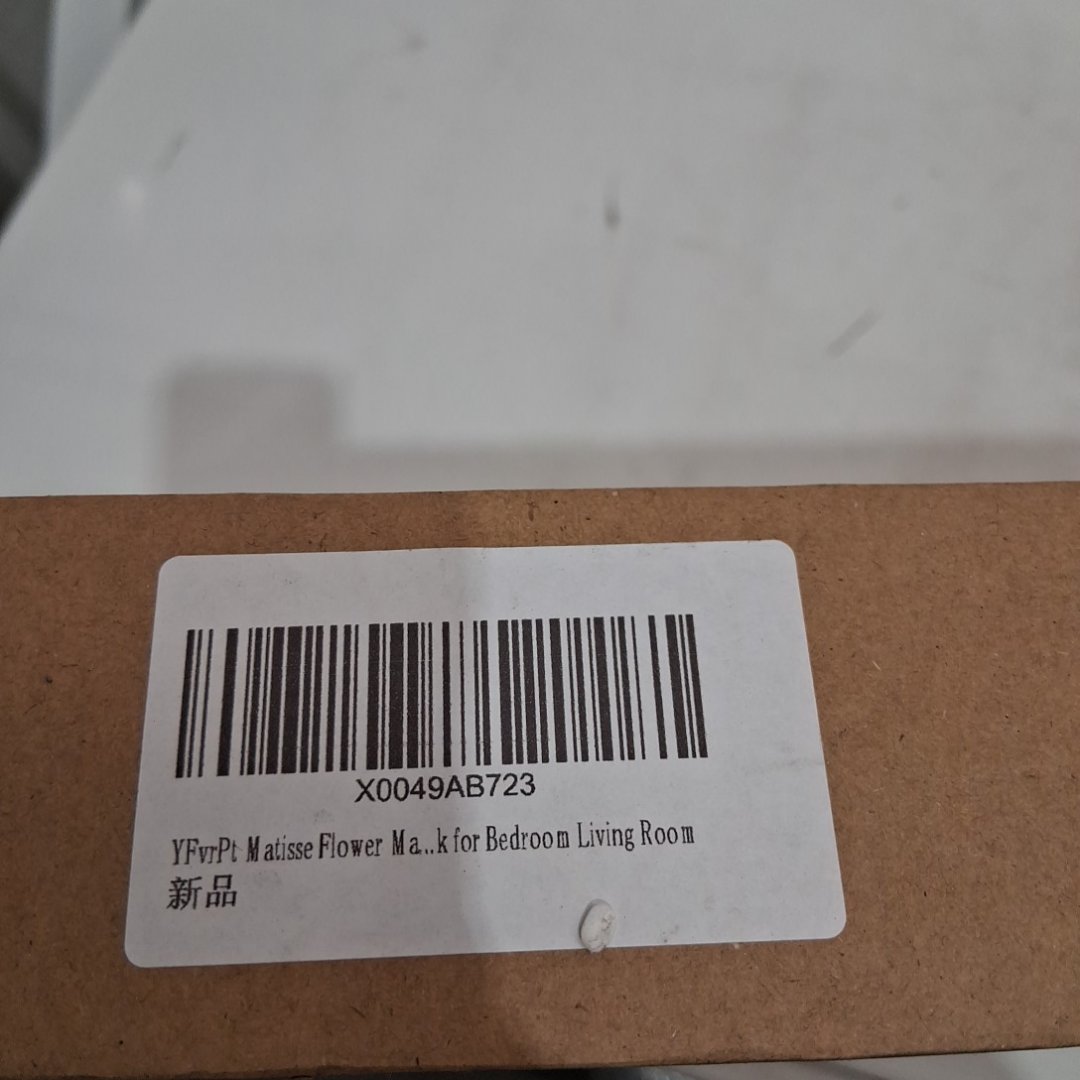 X0049AB723
YFvrPt Matisse Flower Ma...k for Bedroom Living Room
新品